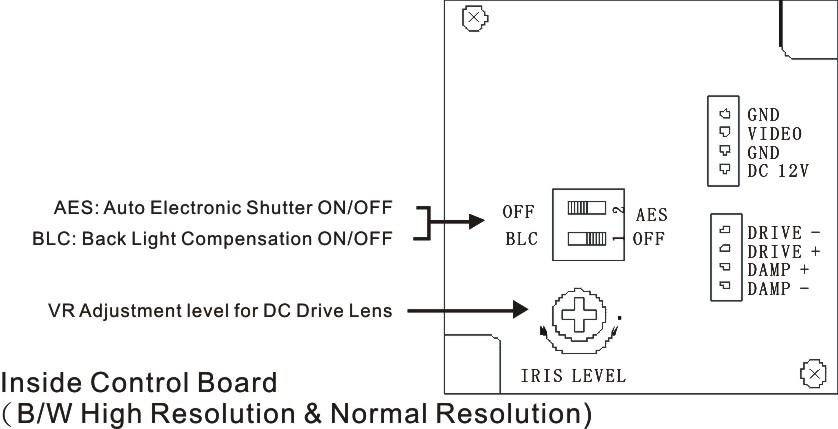 GND
VIDEO
GND
DC 12V
AES: Auto Electronic Shutter ON/OFF
OFF
2
AES
BLC: Back Light Compensation ON/OFF
BLC
1
OFF
DRIVE -
DRIVE +
DAMP +
DAMP -
VR Adjustment level for DC Drive Lens
IRIS LEVEL
Inside Control Board
(B/W High Resolution & Normal Resolution)